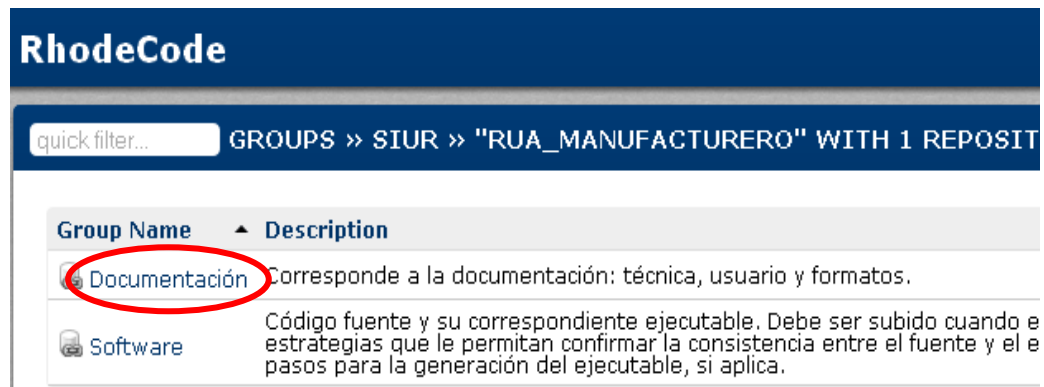 RhodeCode
quick filter... GROUPS » SIUR » "RUA_MANUFACTURERO" WITH 1 REPOSIT
Group Name Description
Documentación Corresponde a la documentación: técnica, usuario y formatos.
Código fuente y su correspondiente ejecutable. Debe ser subido cuando e
Software estrategias que le permitan confirmar la consistencia entre el fuente y el e
pasos para la generación del ejecutable, si aplica.